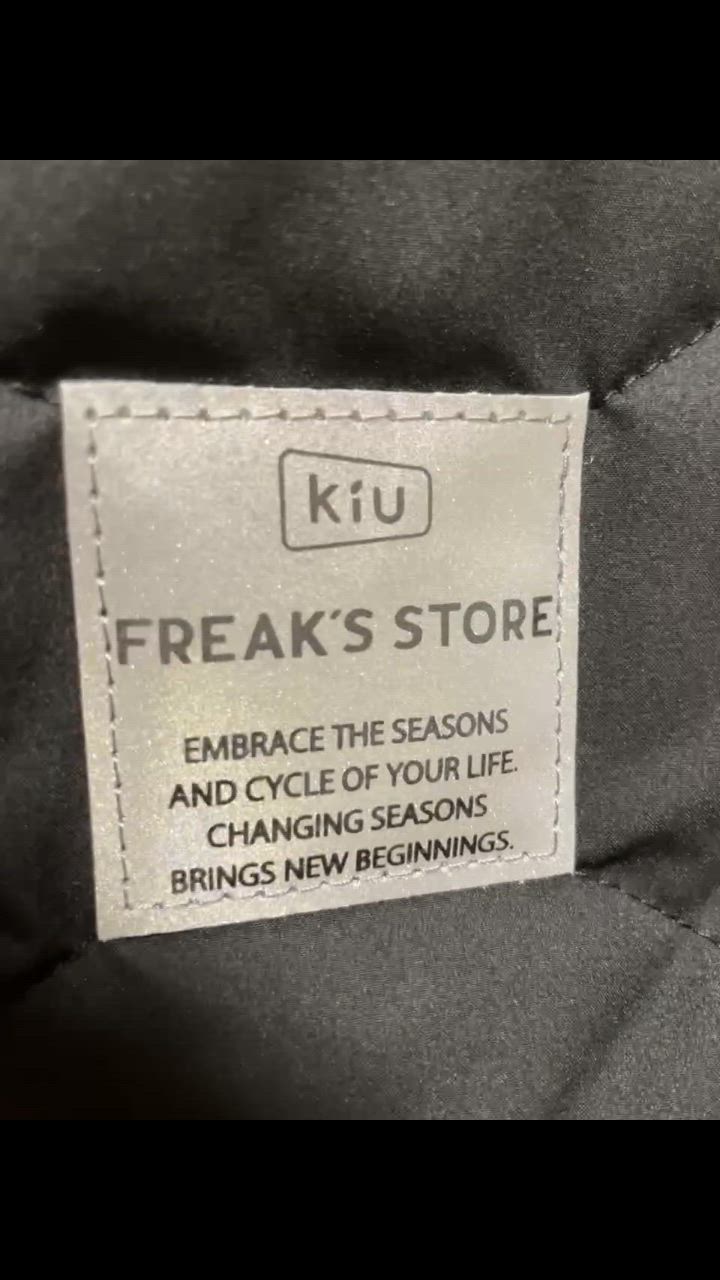 kiu
FREAK'S STORE
EMBRACE THE SEASONS
AND CYCLE OF YOUR LIFE.
CHANGING SEASONS
BRINGS NEW BEGINNINGS.